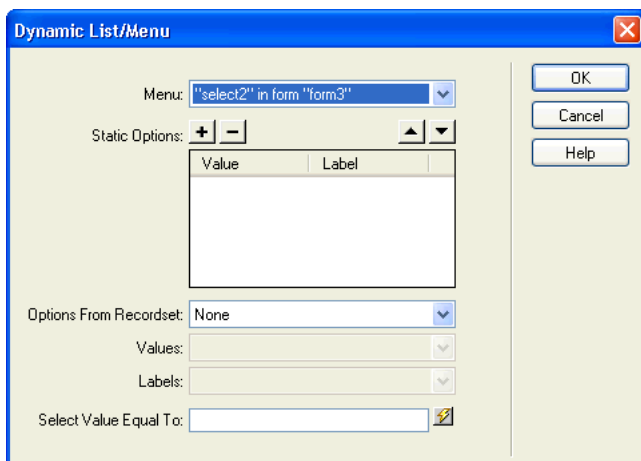 Dynamic List/Menu
Menu: "select2" in form "form3"
OK
Static Options: + −
Cancel
Value Label
Help
Options From Recordset: None
Values:
Labels:
Select Value Equal To: